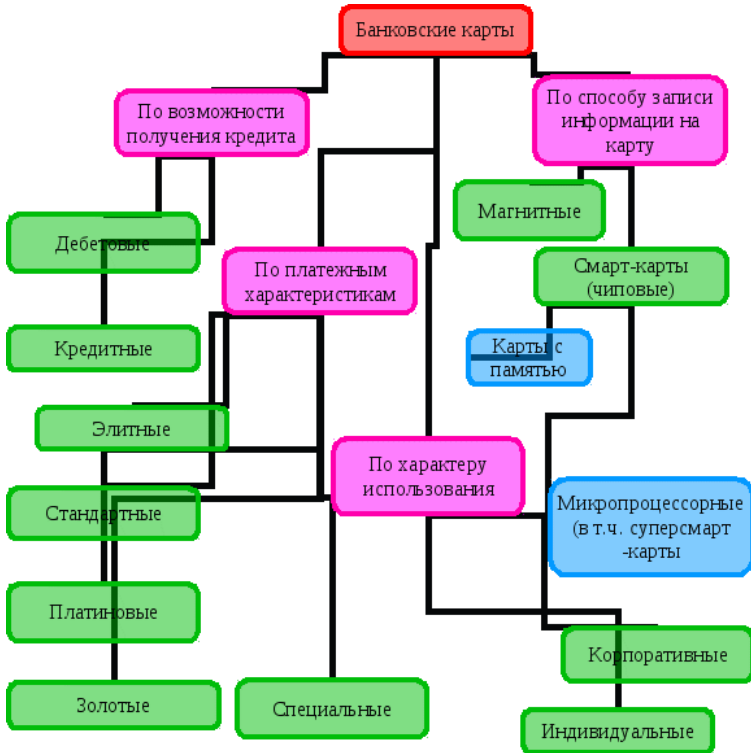 Банковские карты
По возможности
получения кредита
По способу записи
информации на
карту
Магнитные
Дебетовые
По платежным
характеристикам
Смарт-карты
(чиповые)
Кредитные
Карты с
памятью
Элитные
По характеру
использования
Стандартные
Микропроцессорные
(в т.ч. суперсмарт
-карты
Платиновые
Корпоративные
Золотые
Специальные
Индивидуальные